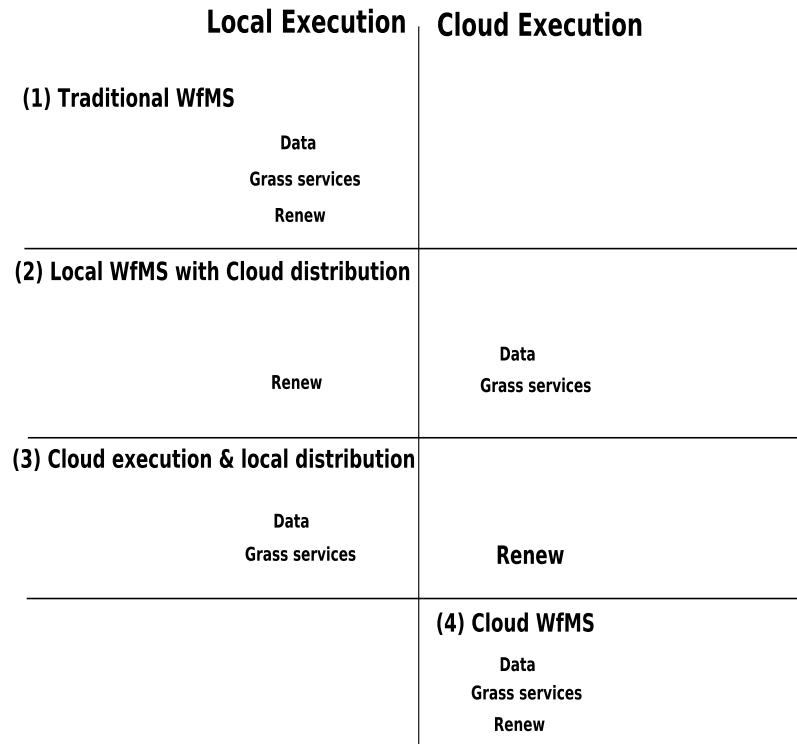 Local Execution
Cloud Execution
(1) Traditional WfMS
Data
Grass services
Renew
(2) Local WfMS with Cloud distribution
Renew
Data
Grass services
(3) Cloud execution & local distribution
Data
Grass services
Renew
(4) Cloud WfMS
Data
Grass services
Renew